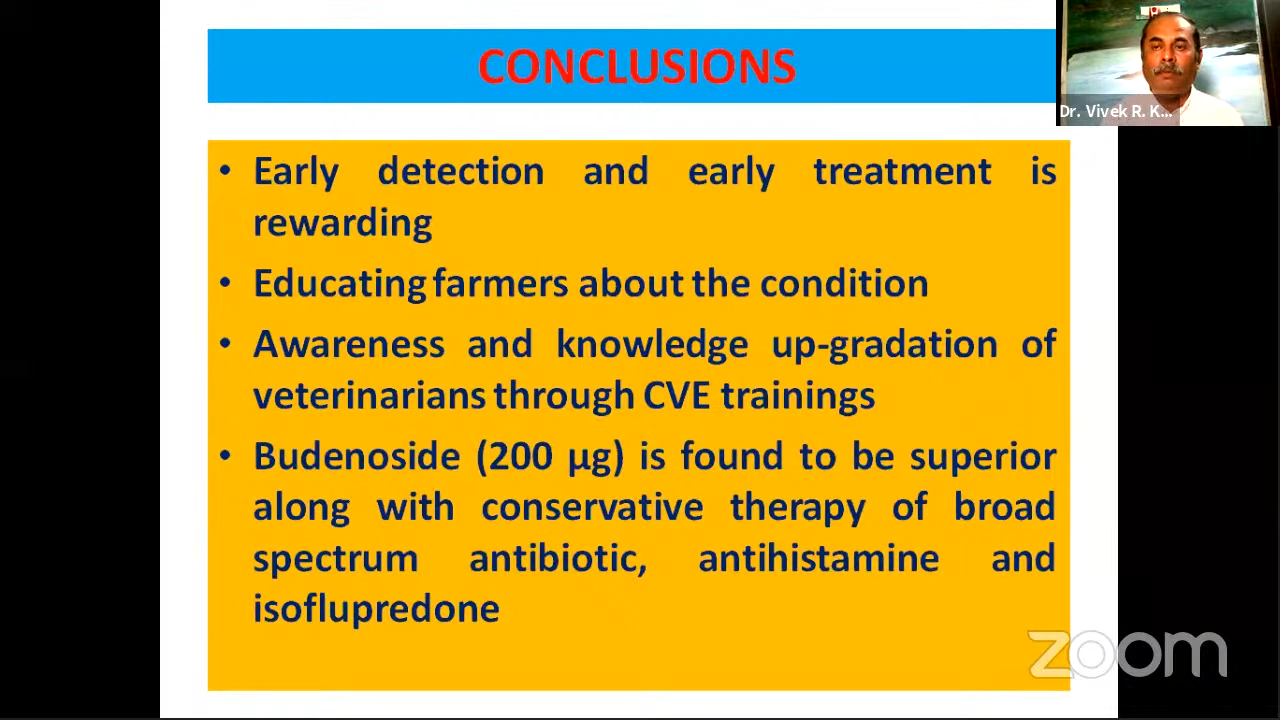 CONCLUSIONS
Dr. Vivek R. K...
• Early detection and early treatment is
rewarding
• Educating farmers about the condition
• Awareness and knowledge up-gradation of
veterinarians through CVE trainings
• Budenoside (200 µg) is found to be superior
along with conservative therapy of broad
spectrum antibiotic, antihistamine and
isoflupredone
zoom